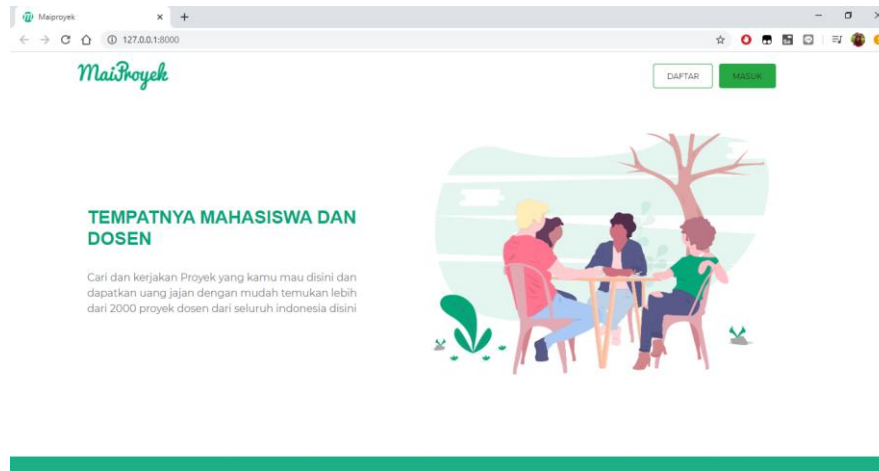 Maiproyek
127.0.0.1:8000
MaiProyek
DAFTAR
MASUK
TEMPATNYA MAHASISWA DAN
DOSEN
Cari dan kerjakan Proyek yang kamu mau disini dan
dapatkan uang jajan dengan mudah temukan lebih
dari 2000 proyek dosen dari seluruh indonesia disini